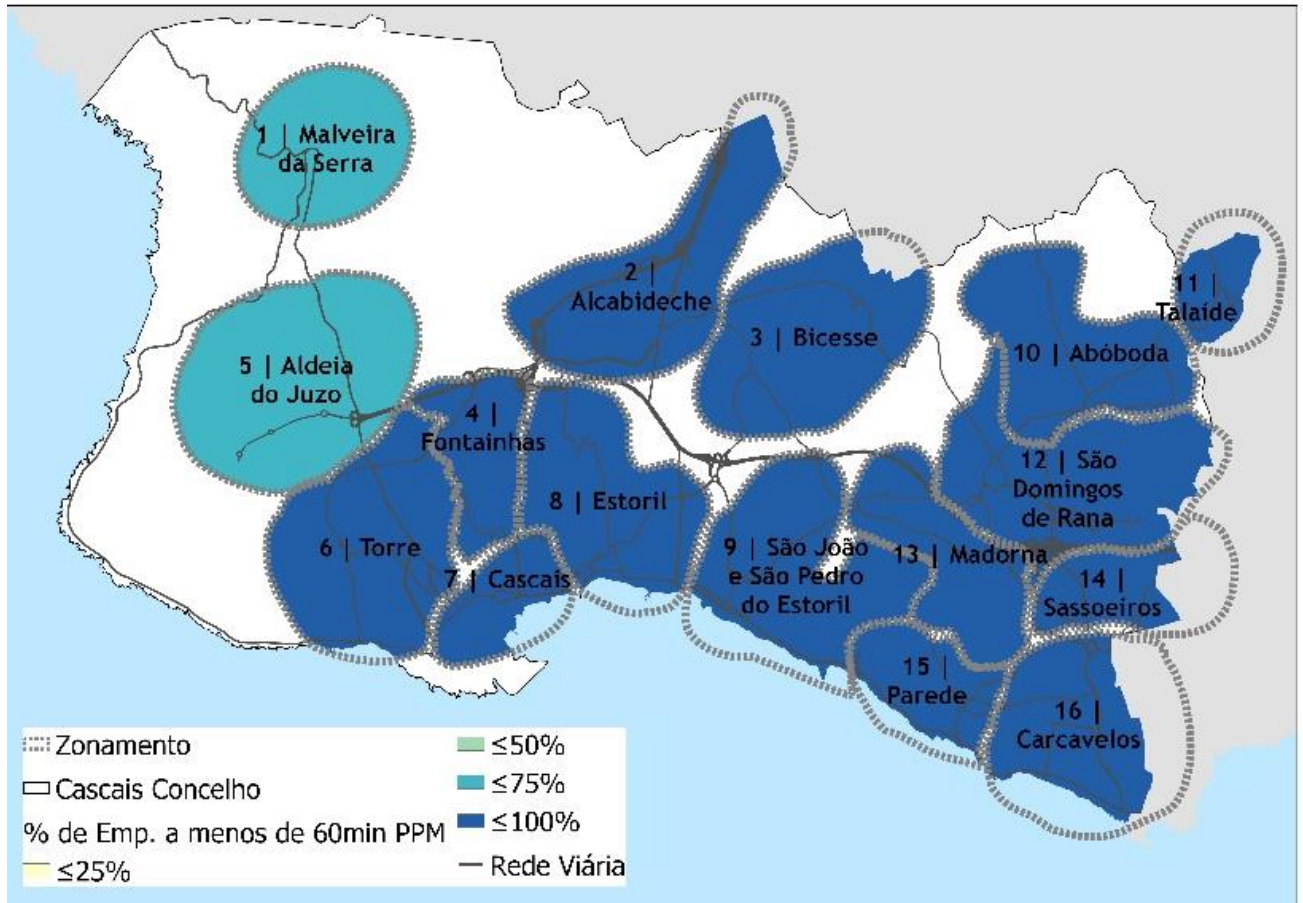 1 | Malveira
da Serra
2 |
Alcabideche
3 | Bicesse
11 |
Talaíde
10 | Abóboda
5 | Aldeia
do Juzo
4 |
Fontainhas
12 | São
Domingos
de Rana
8 | Estoril
6 | Torre
7 | Cascais
9 | São João
e São Pedro
do Estoril
13 | Madorna
14 |
Sassoeiros
15 |
Parede
16 |
Carcavelos
Zonamento
Cascais Concelho
% de Emp. a menos de 60min PPM
≤25%
≤50%
≤75%
≤100%
Rede Viária